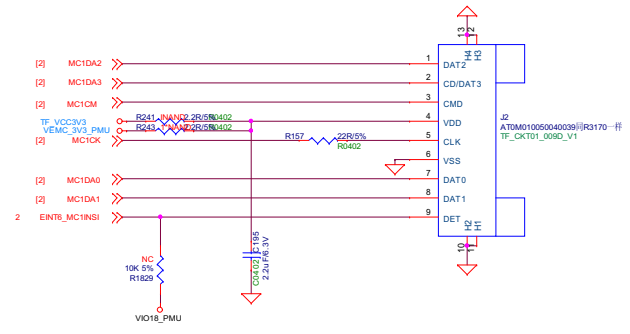 13 12
H4 H3
[2] MC1DA2 1 DAT2
[2] MC1DA3 2 CD/DAT3
[2] MC1CM 3 CMD
TF_VCC3V3 R241 2.2R/5% R0402 4 VDD
VEMC_3V3_PMU R243 2.2R/5% R0402
[2] MC1CK R157 22R/5% 5 CLK
R0402
6 VSS
J2
AT0M010050040039同R3170一样
TF_CKT01_009D_V1
[2] MC1DA0 7 DAT0
[2] MC1DA1 8 DAT1
2 EINT6_MC1INSI 9 DET
H2 H1
10 11
NC
10K 5%
R1829
C195
2.2uF/6.3V
C0402
VIO18_PMU